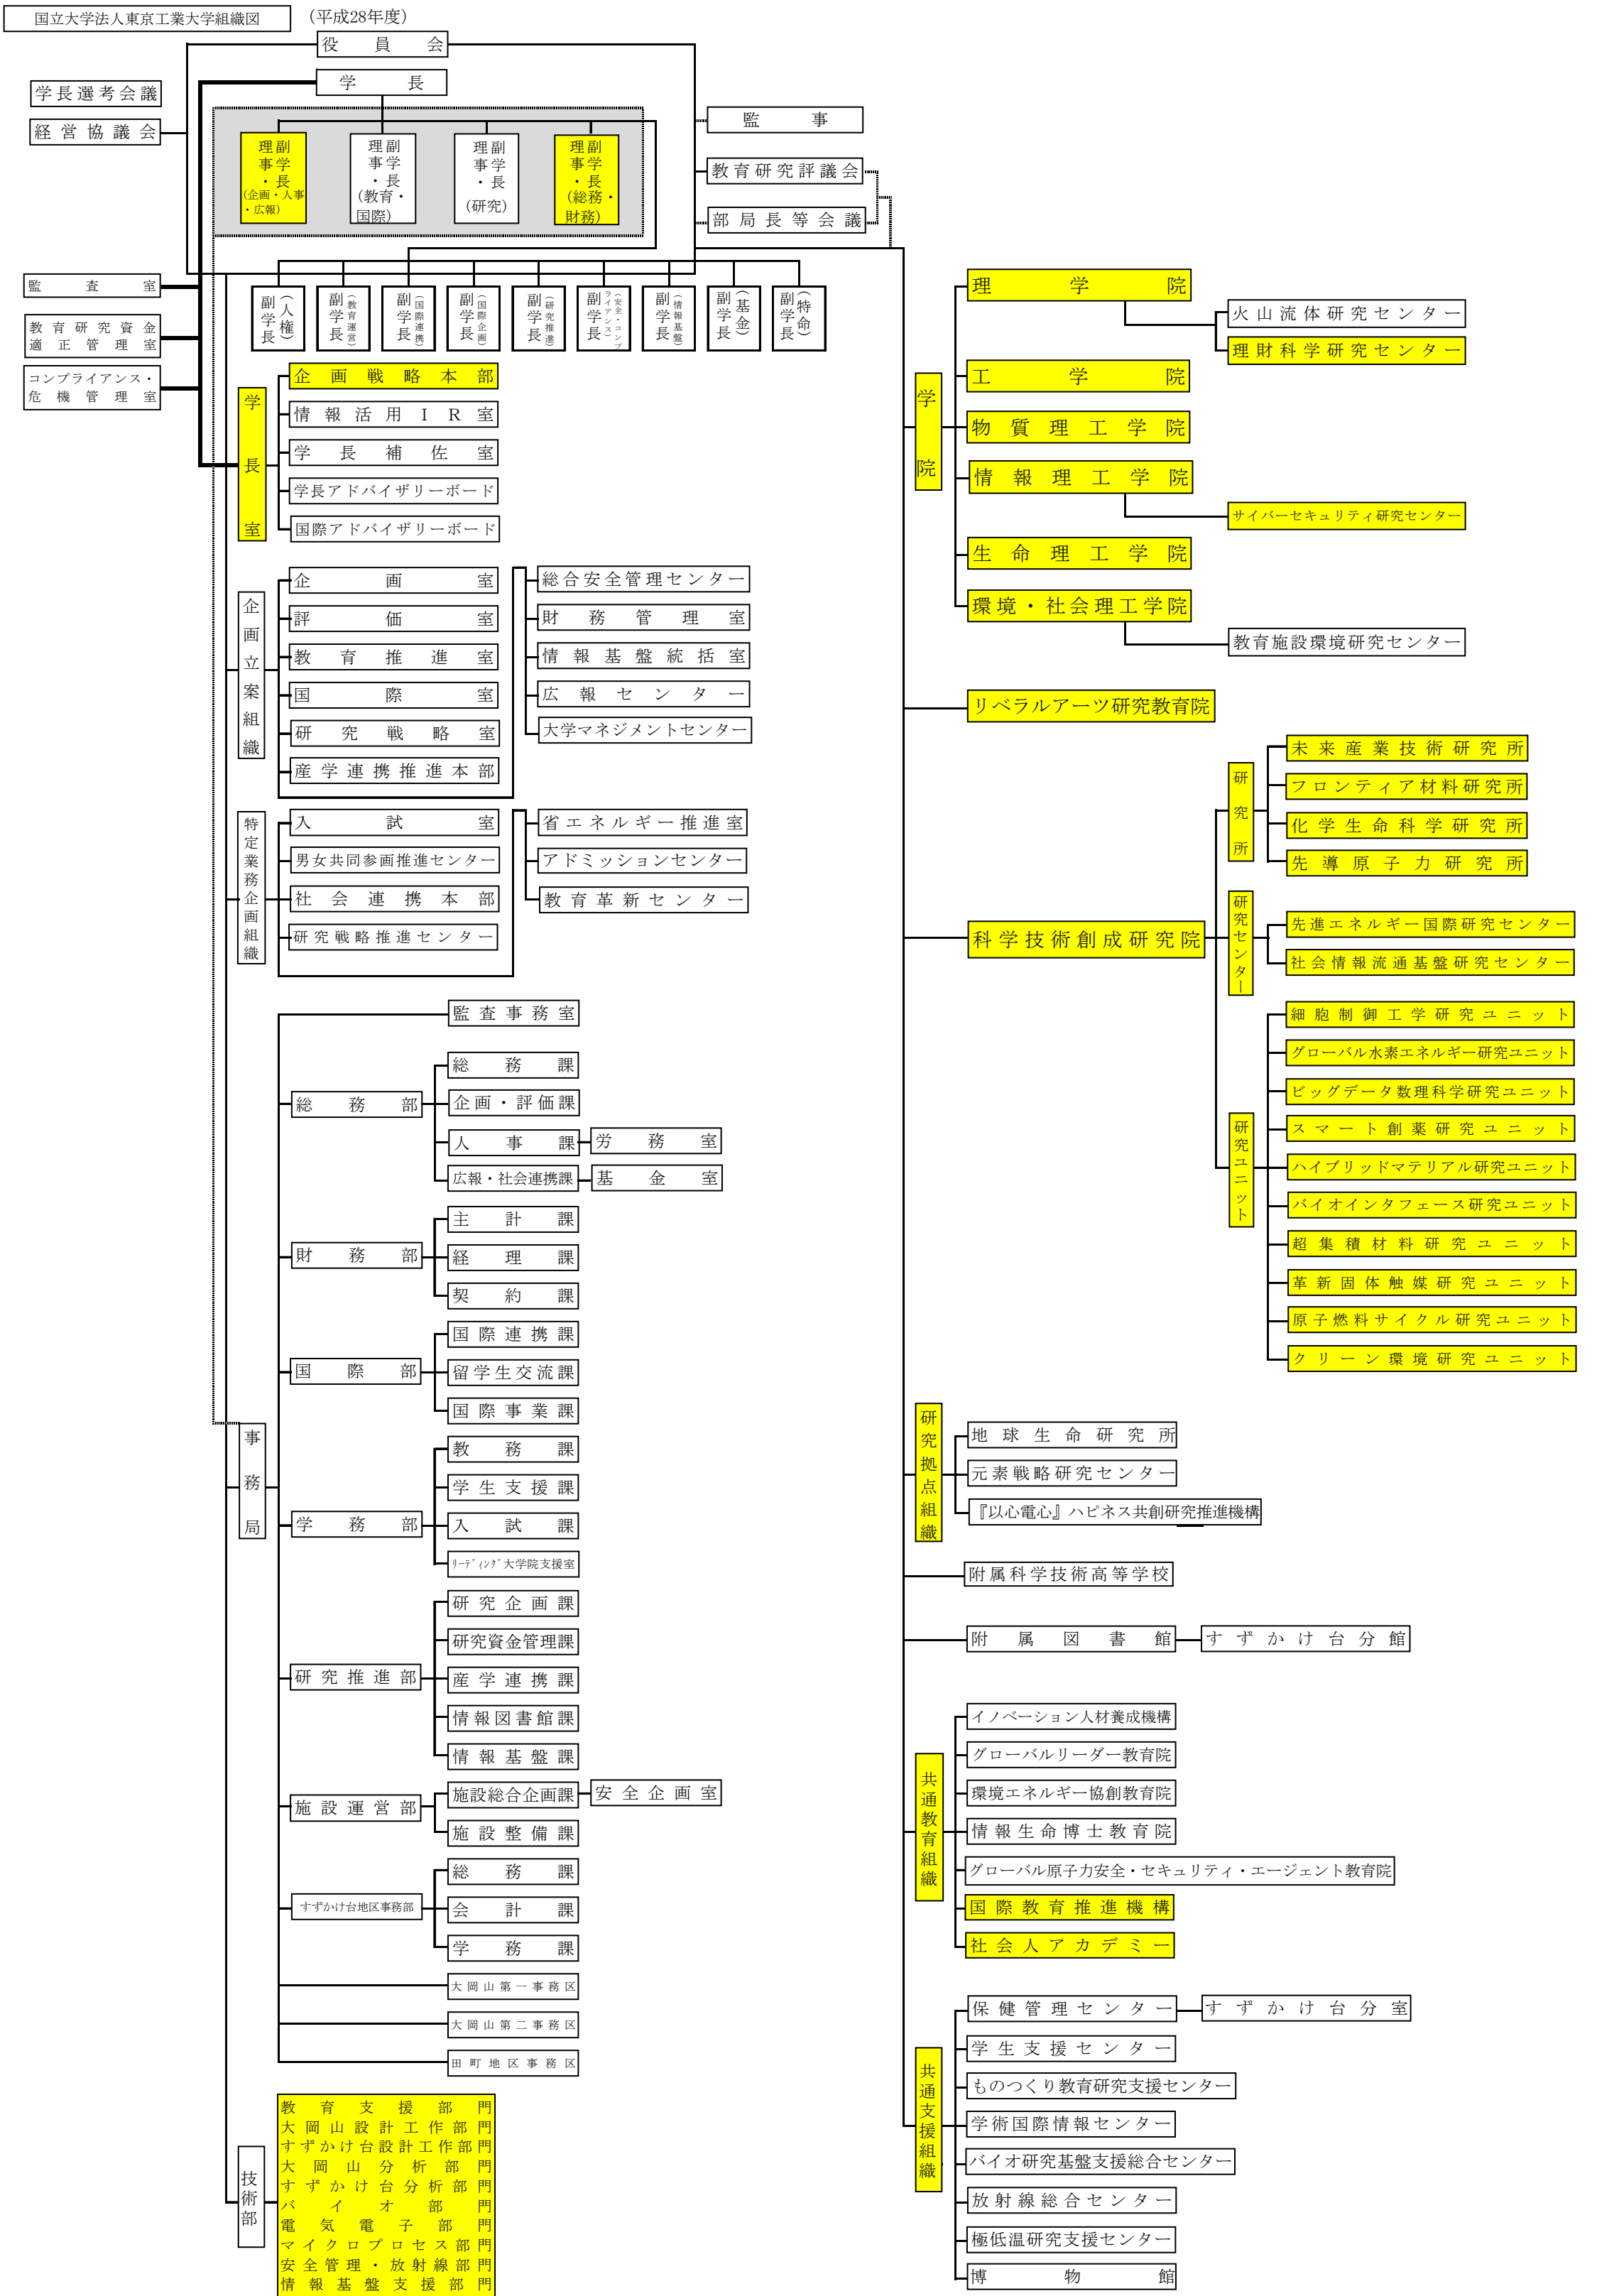 国立大学法人東京工業大学組織図
（平成28年度）
役員会
学長
学長選考会議
経営協議会
監事
教育研究評議会
部局長等会議
理事・副学長（企画・人事・広報）
理事・副学長（教育・国際）
理事・副学長（研究）
理事・副学長（総務・財務）
監査室
教育研究資金
適正管理室
コンプライアンス・
危機管理室
副学長（人権）
副学長（教育運営）
副学長（国際連携）
副学長（国際企画）
副学長（研究推進）
副学長（安全・コンプライアンス）
副学長（情報基盤）
副学長（基金）
副学長（特命）
学長室
企画戦略本部
情報活用ＩＲ室
学長補佐室
学長アドバイザリーボード
国際アドバイザリーボード
企画立案組織
企画室
評価室
教育推進室
国際室
研究戦略室
産学連携推進本部
総合安全管理センター
財務管理室
情報基盤統括室
広報センター
大学マネジメントセンター
特定業務企画組織
入試室
男女共同参画推進センター
社会連携本部
研究戦略推進センター
省エネルギー推進室
アドミッションセンター
教育革新センター
事務局
監査事務室
総務部
総務課
企画・評価課
人事課
労務室
広報・社会連携課
基金室
財務部
主計課
経理課
契約課
国際部
国際連携課
留学生交流課
国際事業課
学務部
教務課
学生支援課
入試課
ﾘｰﾃﾞｨﾝｸﾞ大学院支援室
研究推進部
研究企画課
研究資金管理課
産学連携課
情報図書館課
情報基盤課
施設運営部
施設総合企画課
安全企画室
施設整備課
すずかけ台地区事務部
総務課
会計課
学務課
大岡山第一事務区
大岡山第二事務区
田町地区事務区
技術部
教育支援部門
大岡山設計工作部門
すずかけ台設計工作部門
大岡山分析部門
すずかけ台分析部門
バイオ部門
電気電子部門
マイクロプロセス部門
安全管理・放射線部門
情報基盤支援部門
学院
理学院
火山流体研究センター
理財科学研究センター
工学院
物質理工学院
情報理工学院
サイバーセキュリティ研究センター
生命理工学院
環境・社会理工学院
教育施設環境研究センター
リベラルアーツ研究教育院
科学技術創成研究院
研究所
未来産業技術研究所
フロンティア材料研究所
化学生命科学研究所
先導原子力研究所
研究センター
先進エネルギー国際研究センター
社会情報流通基盤研究センター
研究ユニット
細胞制御工学研究ユニット
グローバル水素エネルギー研究ユニット
ビッグデータ数理科学研究ユニット
スマート創薬研究ユニット
ハイブリッドマテリアル研究ユニット
バイオインタフェース研究ユニット
超集積材料研究ユニット
革新固体触媒研究ユニット
原子燃料サイクル研究ユニット
クリーン環境研究ユニット
研究拠点組織
地球生命研究所
元素戦略研究センター
『以心電心』ハピネス共創研究推進機構
附属科学技術高等学校
附属図書館
すずかけ台分館
共通教育組織
イノベーション人材養成機構
グローバルリーダー教育院
環境エネルギー協創教育院
情報生命博士教育院
グローバル原子力安全・セキュリティ・エージェント教育院
国際教育推進機構
社会人アカデミー
共通支援組織
保健管理センター
すずかけ台分室
学生支援センター
ものつくり教育研究支援センター
学術国際情報センター
バイオ研究基盤支援総合センター
放射線総合センター
極低温研究支援センター
博物館